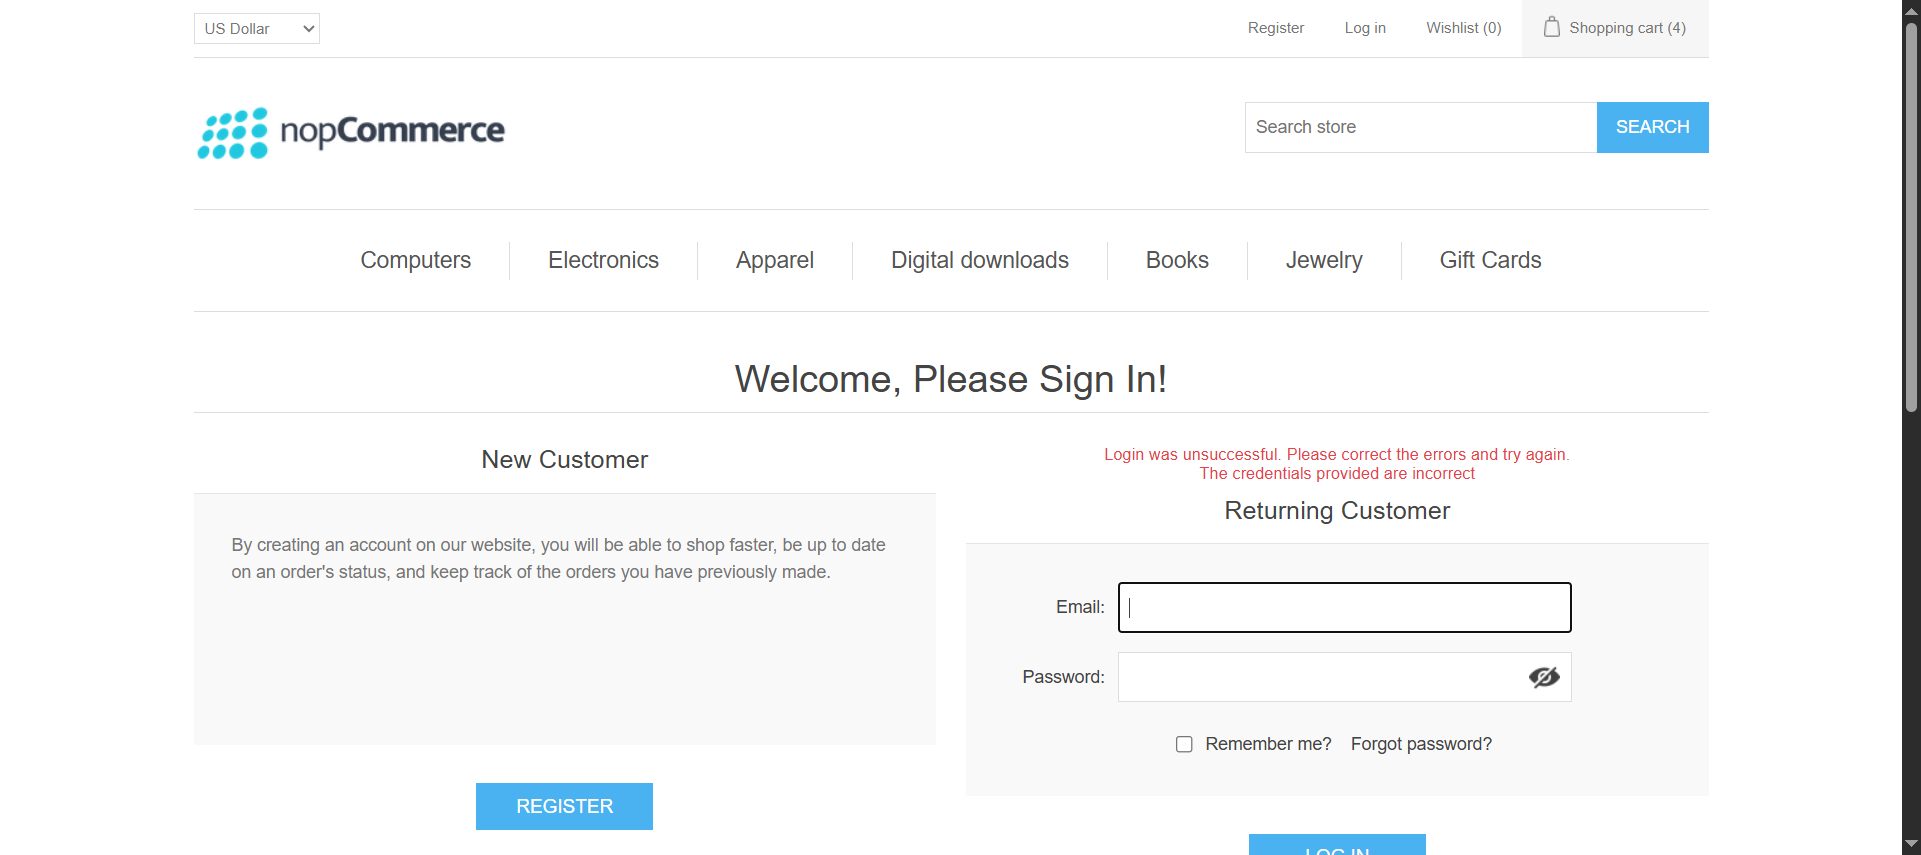 US Dollar
Register
Log in
Wishlist (0)
Shopping cart (4)
nopCommerce
Search store
SEARCH
Computers
Electronics
Apparel
Digital downloads
Books
Jewelry
Gift Cards
Welcome, Please Sign In!
New Customer
By creating an account on our website, you will be able to shop faster, be up to date
on an order's status, and keep track of the orders you have previously made.
REGISTER
Login was unsuccessful. Please correct the errors and try again.
The credentials provided are incorrect
Returning Customer
Email:
Password:
Remember me?
Forgot password?
LOG IN